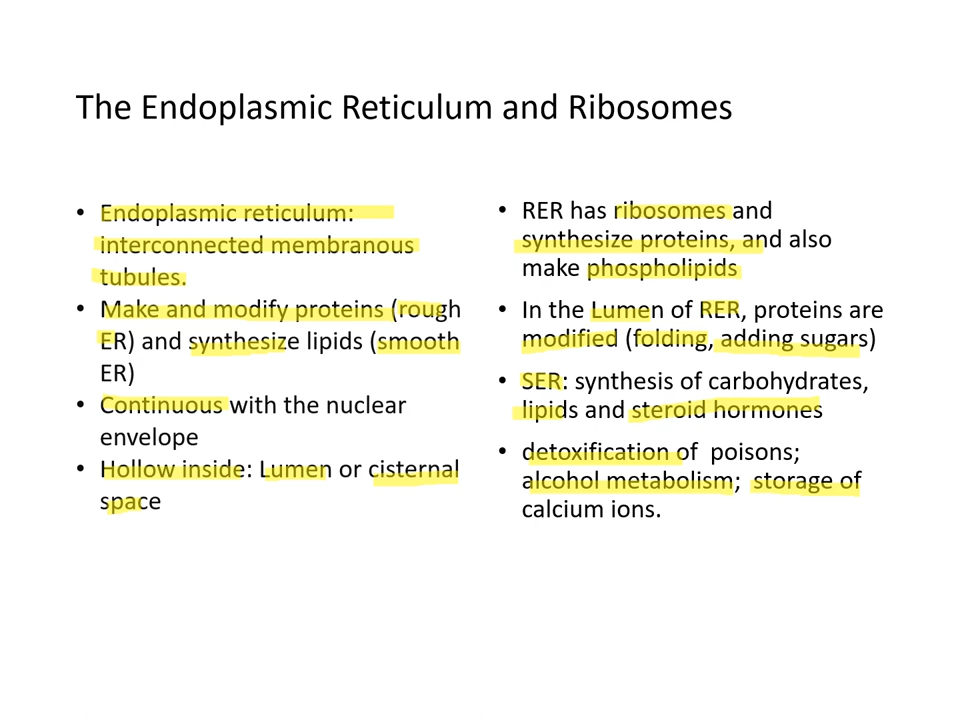 The Endoplasmic Reticulum and Ribosomes
• Endoplasmic reticulum:
interconnected membranous
tubules.
• Make and modify proteins (rough
ER) and synthesize lipids (smooth
ER)
• Continuous with the nuclear
envelope
• Hollow inside: Lumen or cisternal
space
• RER has ribosomes and
synthesize proteins, and also
make phospholipids
• In the Lumen of RER, proteins are
modified (folding, adding sugars)
• SER: synthesis of carbohydrates,
lipids and steroid hormones
• detoxification of poisons;
alcohol metabolism; storage of
calcium ions.